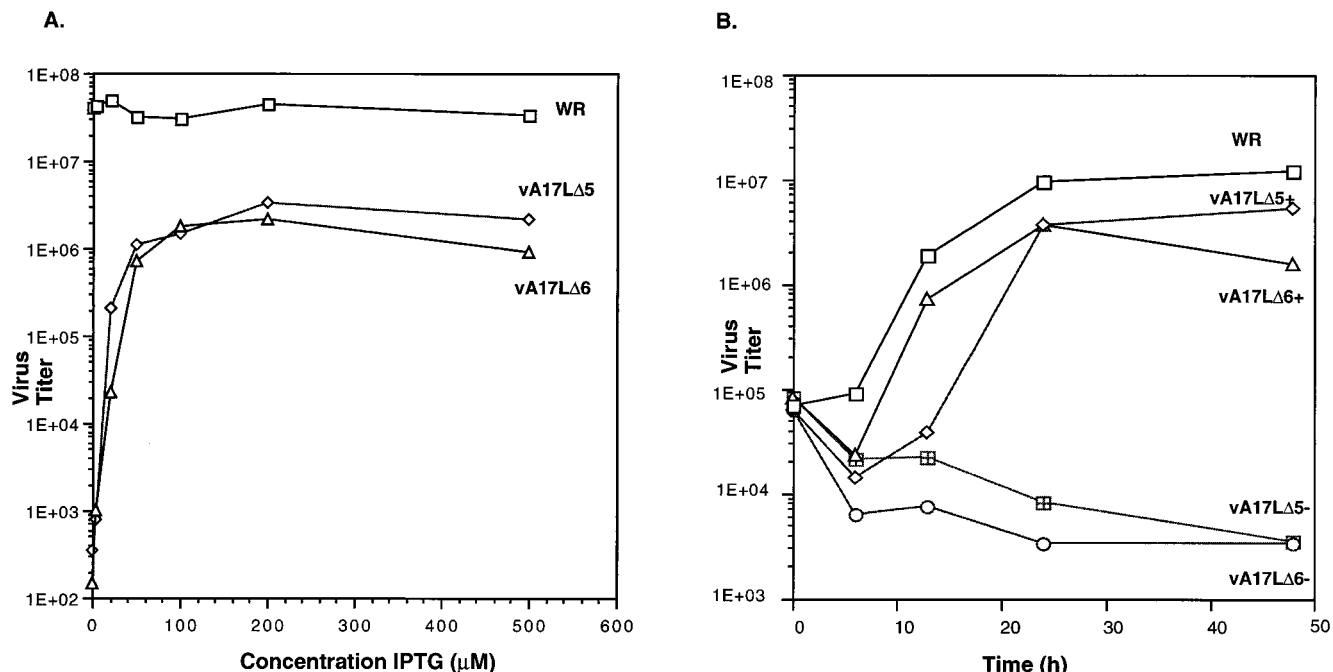 A.
B.
1E+08
1E+07
1E+06
1E+05
1E+04
1E+03
1E+02
Virus
Titer
WR
vA17LΔ5
vA17LΔ6
0 100 200 300 400 500 600
Concentration IPTG (μM)
1E+08
1E+07
1E+06
1E+05
1E+04
1E+03
Virus
Titer
WR
vA17LΔ5+
vA17LΔ6+
vA17LΔ5-
vA17LΔ6-
0 10 20 30 40 50
Time (h)